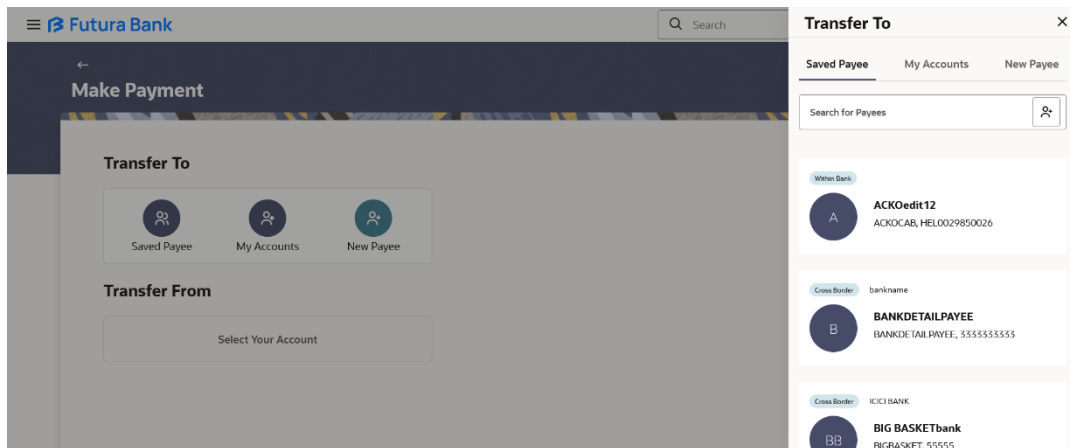 Futura Bank
Search
Make Payment
Transfer To
Saved Payee
My Accounts
New Payee
Transfer From
Select Your Account
Transfer To
Saved Payee My Accounts New Payee
Search for Payees
Within Bank
A
ACKOedit12
ACKOCAB, HEL0029850026
Cross Border bankname
B
BANKDETAILPAYEE
BANKDETAILPAYEE, 3333333333
Cross Border ICICI BANK
BB
BIG BASKETbank
BIGBASKET, 55555